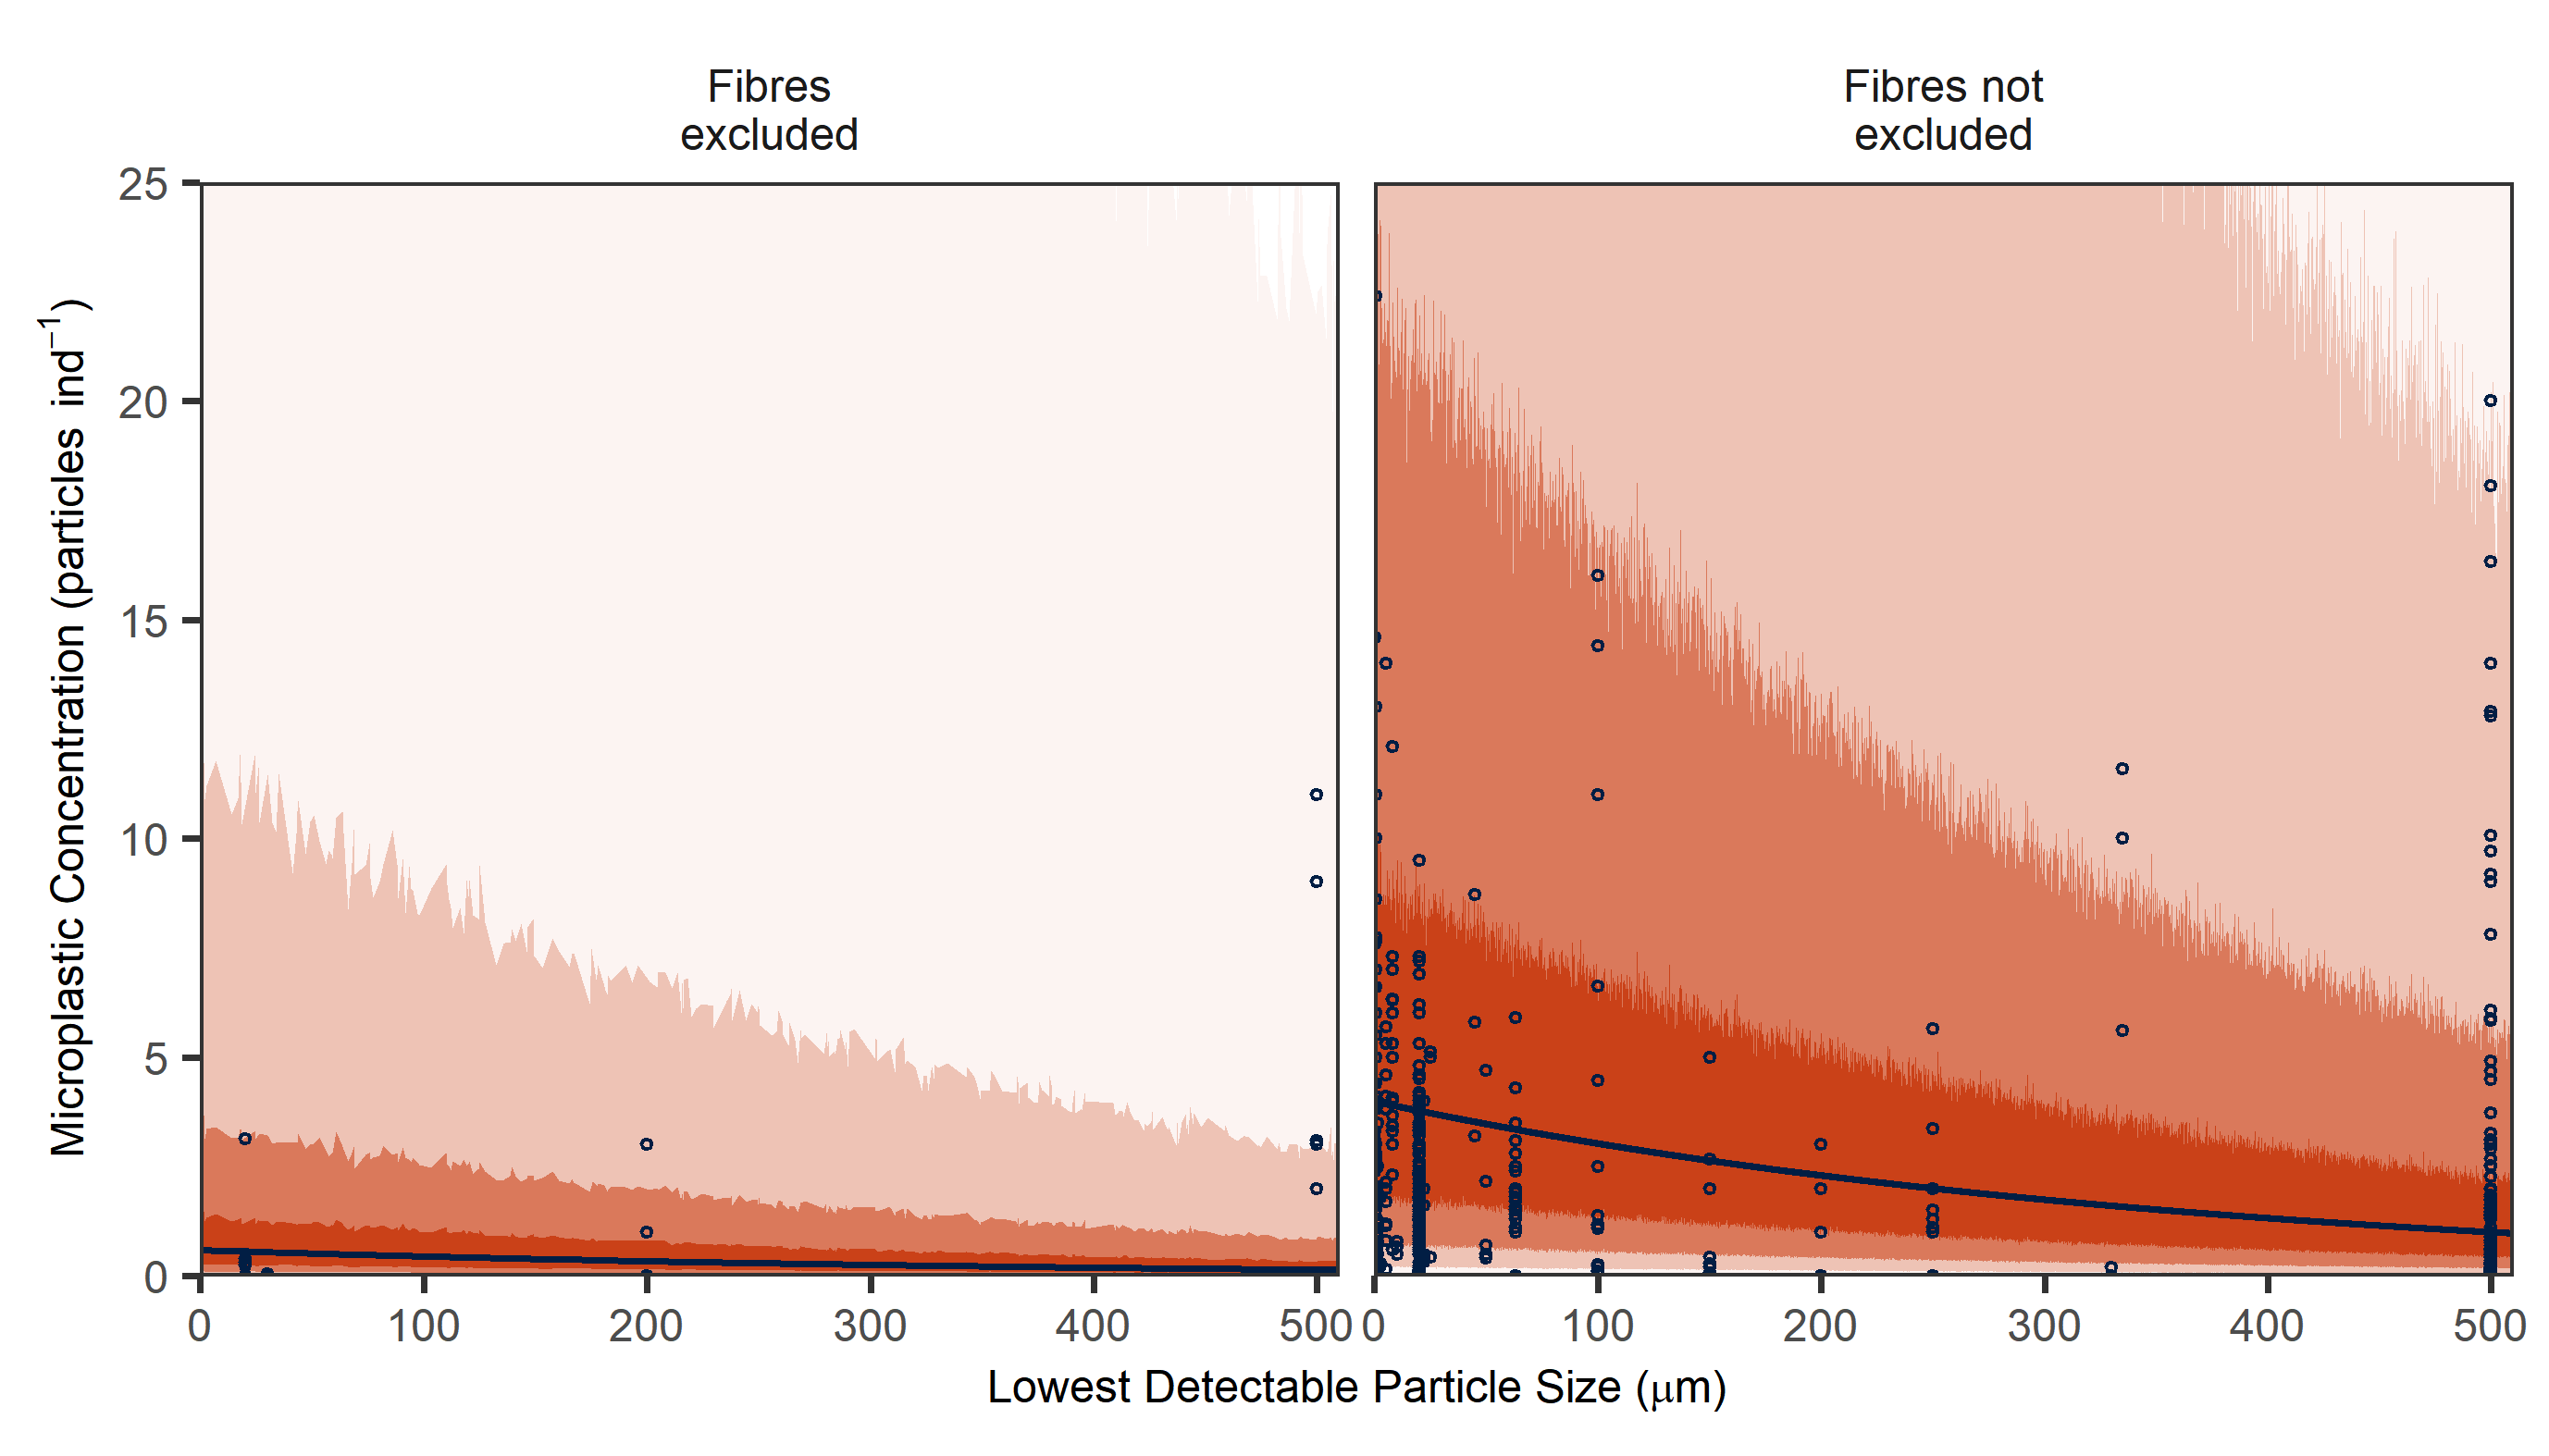 Fibres
excluded
Fibres not
excluded
25
20
15
10
5
0
Microplastic Concentration (particles ind⁻¹)
0 100 200 300 400 500 0 100 200 300 400 500
Lowest Detectable Particle Size (μm)